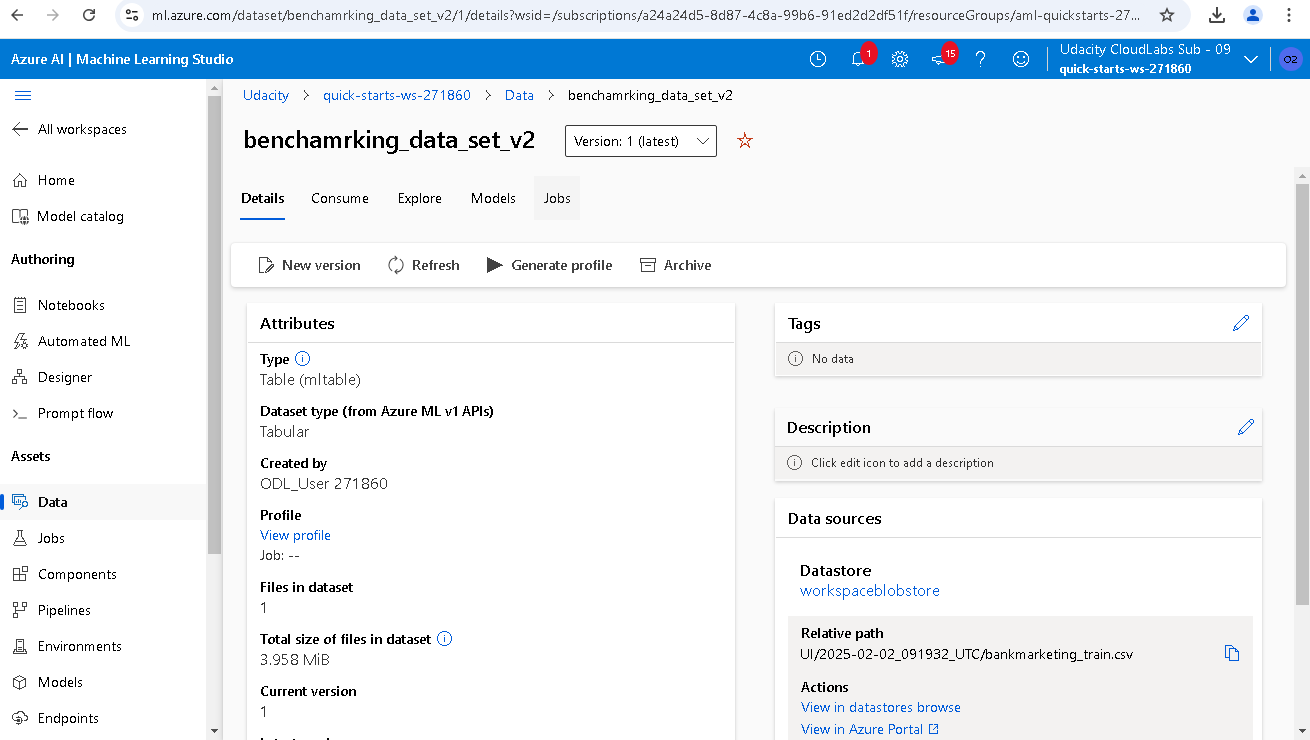 ml.azure.com/dataset/benchamrking_data_set_v2/1/details?wsid=/subscriptions/a24a24d5-8d87-4c8a-99b6-91ed2d2df51f/resourceGroups/aml-quickstarts-27...
Azure AI | Machine Learning Studio
1
15
Udacity CloudLabs Sub - 09
quick-starts-ws-271860
O2
All workspaces
Home
Model catalog
Authoring
Notebooks
Automated ML
Designer
Prompt flow
Assets
Data
Jobs
Components
Pipelines
Environments
Models
Endpoints
Udacity > quick-starts-ws-271860 > Data > benchamrking_data_set_v2
benchamrking_data_set_v2
Version: 1 (latest)
Details Consume Explore Models Jobs
New version Refresh Generate profile Archive
Attributes
Type
Table (mltable)
Dataset type (from Azure ML v1 APIs)
Tabular
Created by
ODL_User 271860
Profile
View profile
Job: --
Files in dataset
1
Total size of files in dataset
3.958 MiB
Current version
1
Tags
No data
Description
Click edit icon to add a description
Data sources
Datastore
workspaceblobstore
Relative path
UI/2025-02-02_091932_UTC/bankmarketing_train.csv
Actions
View in datastores browse
View in Azure Portal